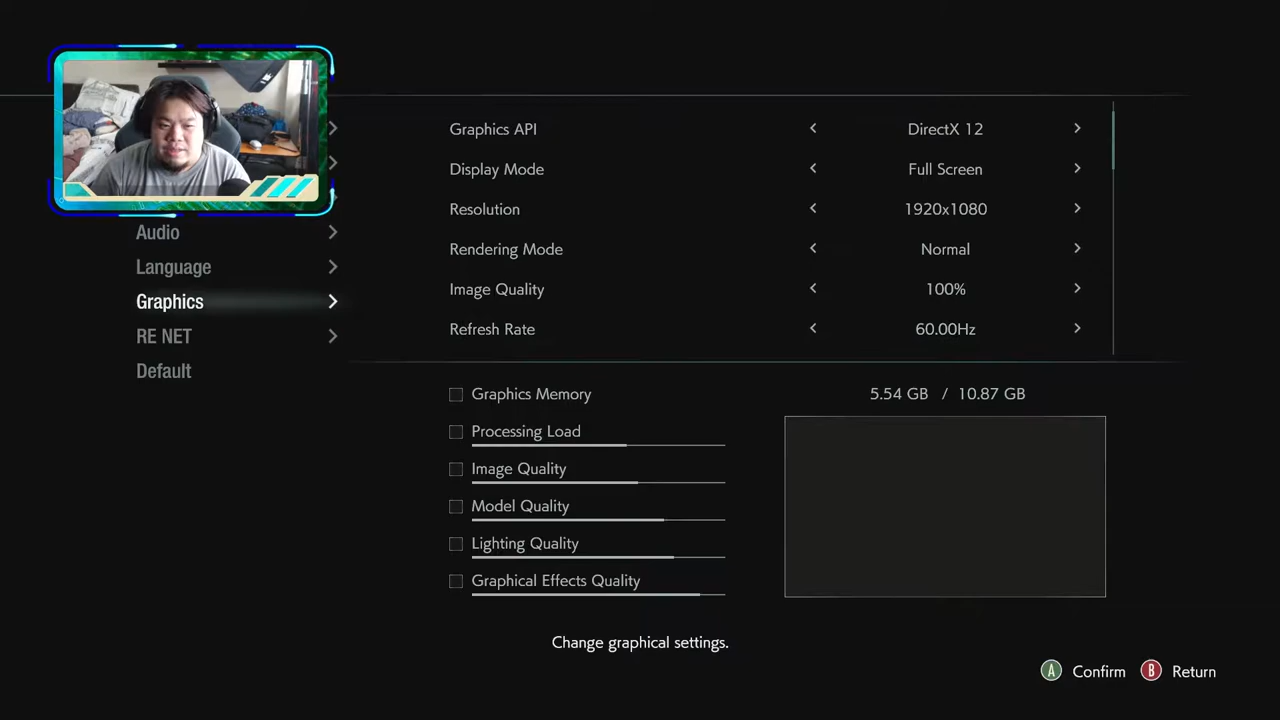 Graphics API DirectX 12
Display Mode Full Screen
Resolution 1920x1080
Rendering Mode Normal
Image Quality 100%
Refresh Rate 60.00Hz
Audio
Language
Graphics
RE NET
Default
Graphics Memory 5.54 GB / 10.87 GB
Processing Load
Image Quality
Model Quality
Lighting Quality
Graphical Effects Quality
Change graphical settings.
A Confirm B Return